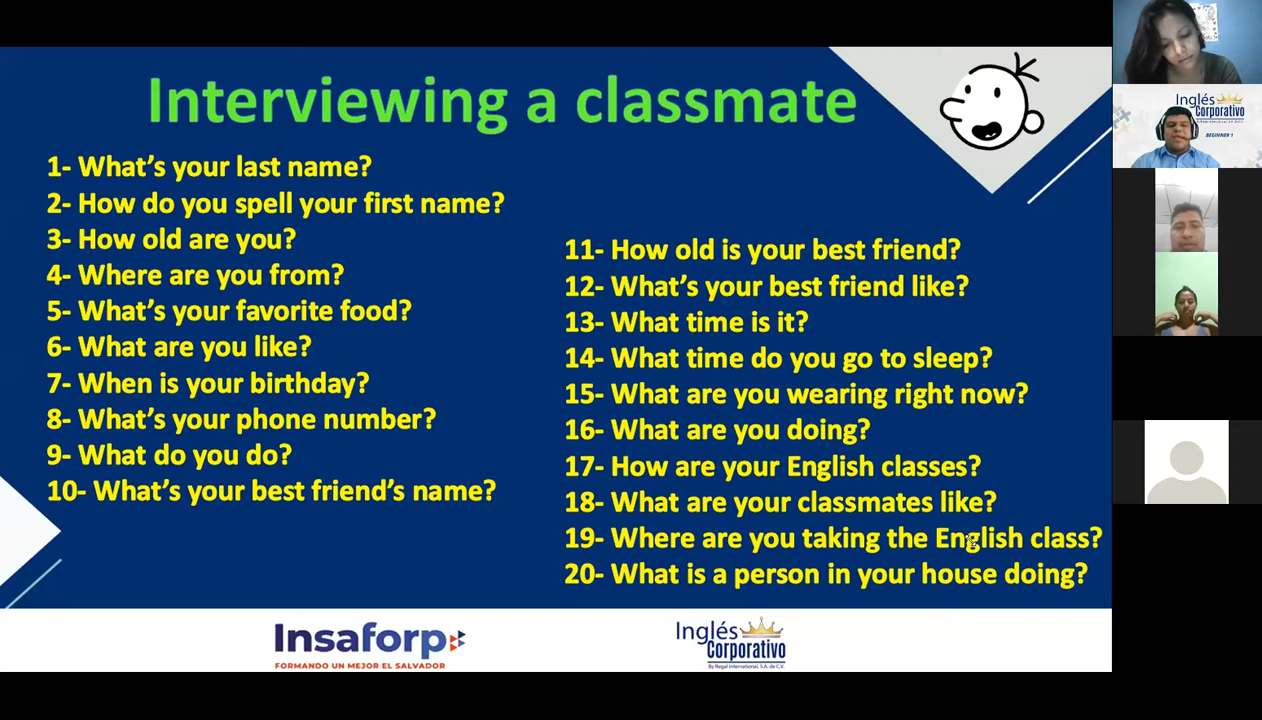 Interviewing a classmate
1- What's your last name?
2- How do you spell your first name?
3- How old are you?
4- Where are you from?
5- What's your favorite food?
6- What are you like?
7- When is your birthday?
8- What's your phone number?
9- What do you do?
10- What's your best friend's name?
11- How old is your best friend?
12- What's your best friend like?
13- What time is it?
14- What time do you go to sleep?
15- What are you wearing right now?
16- What are you doing?
17- How are your English classes?
18- What are your classmates like?
19- Where are you taking the English class?
20- What is a person in your house doing?
Insaforp
FORMANDO UN MEJOR EL SALVADOR
Inglés
Corporativo
By Regal International, S.A. de C.V.
Inglés
Corporativo
BEGINNER 1